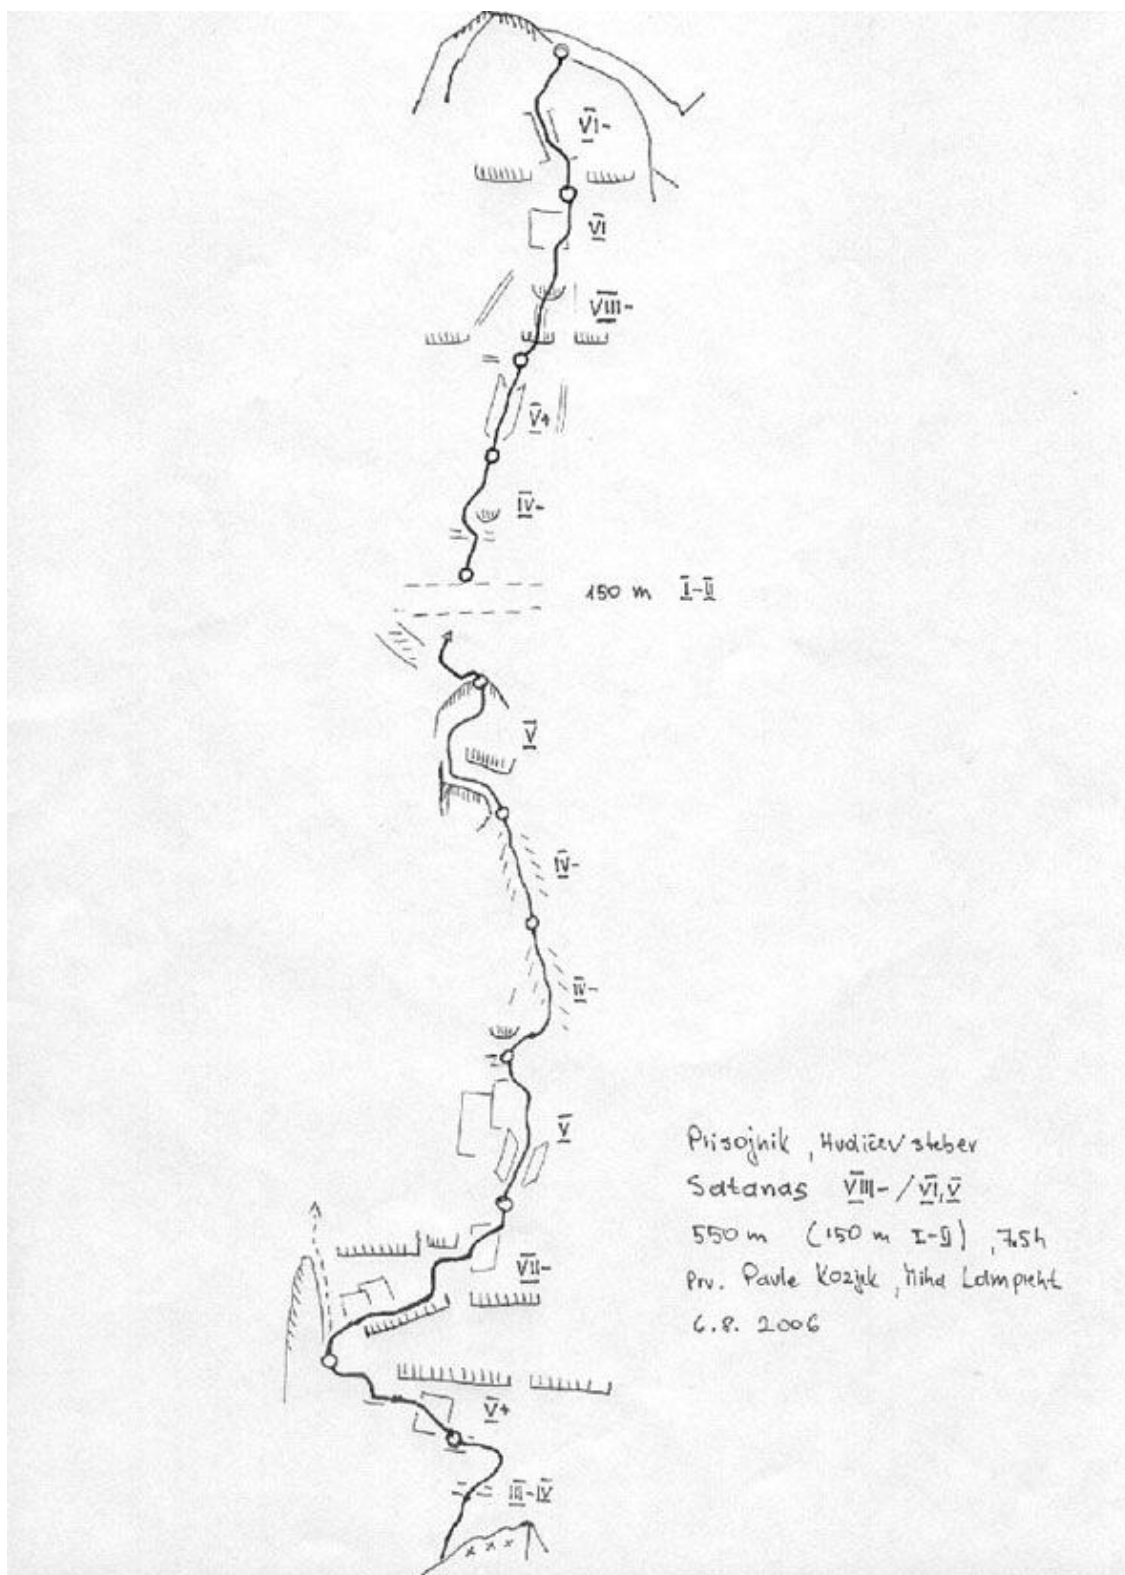 VI-
VI
VIII-
V+
IV-
150 m I-II
V
IV-
IV-
V
Prisojnik, Hudičev steber
Satanas VIII-/VI,V
550 m (150 m I-II), 7.5h
VII-
Prv. Pavle Kozjek, Miha Lampreht
6.8. 2006
V+
III-IV